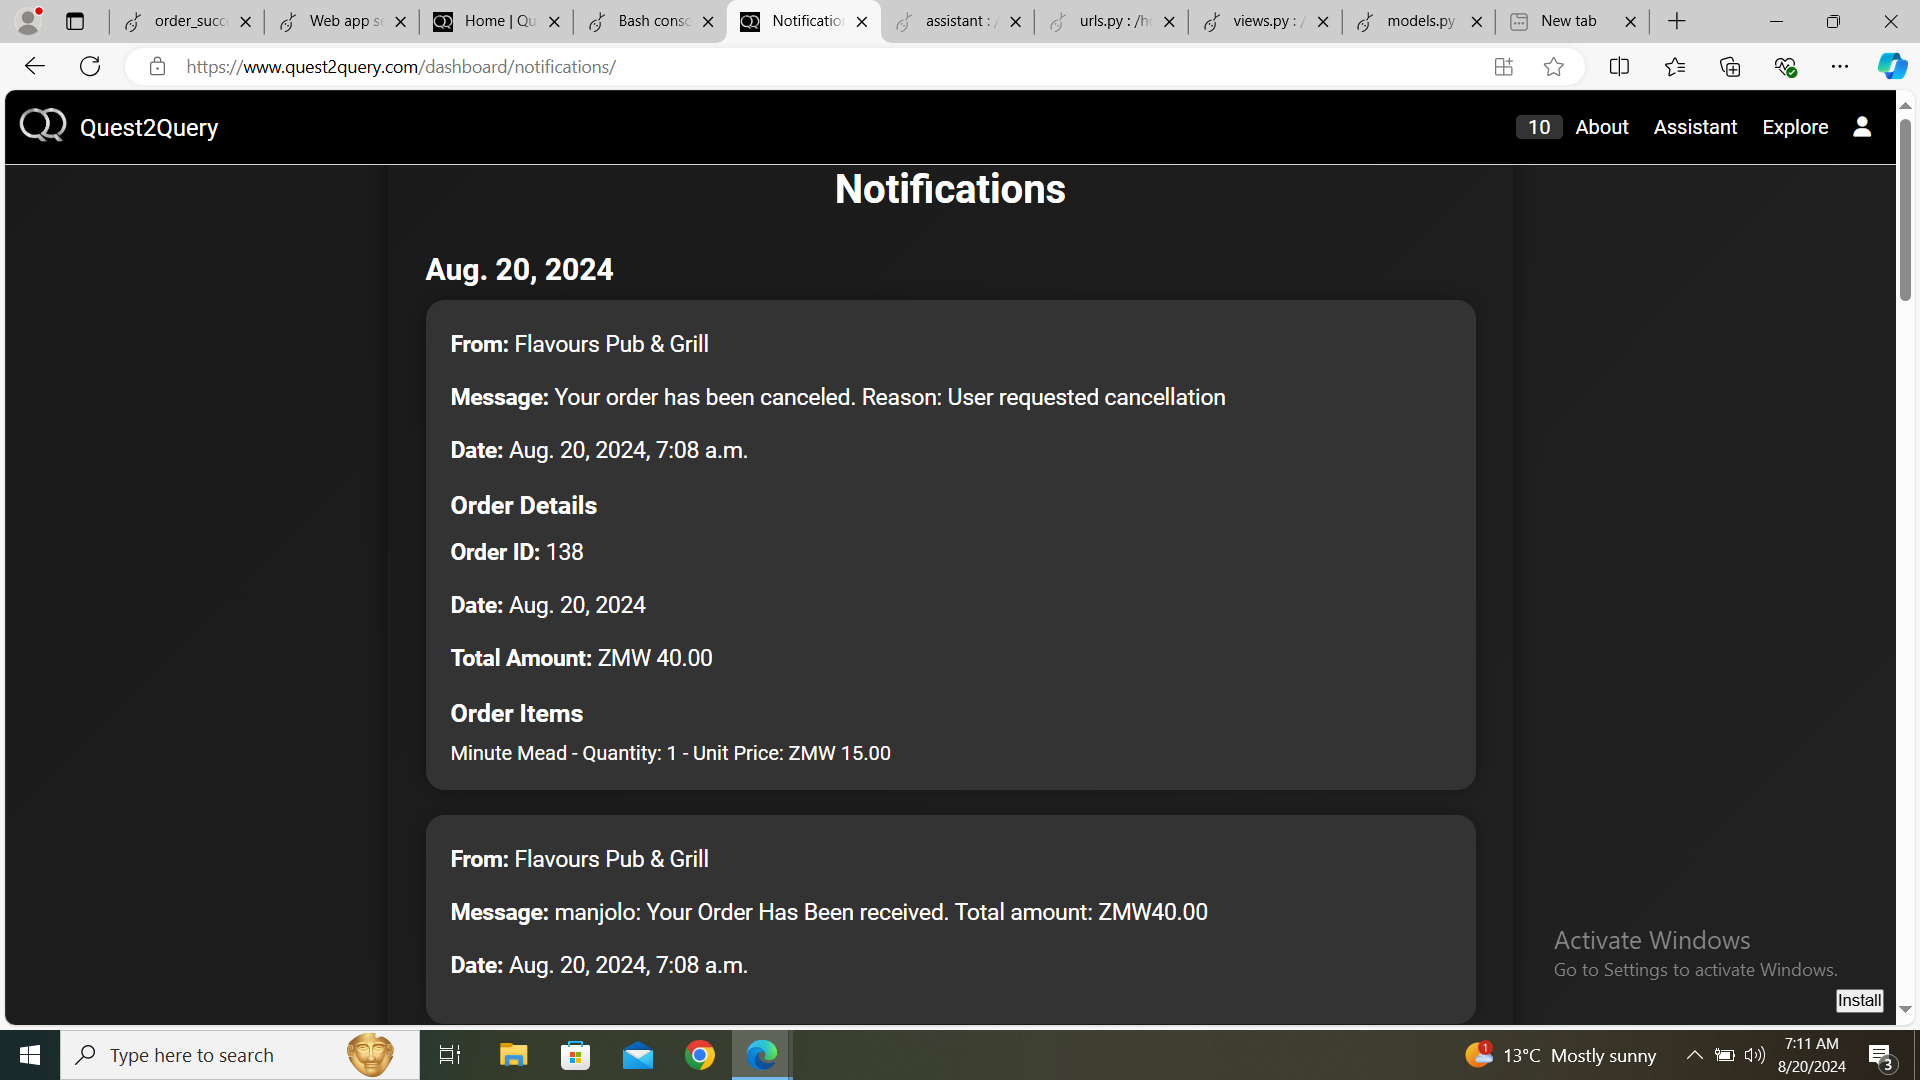 order_succ
Web app se
Home | Qu
Bash consc
Notification
assistant : /
urls.py : /h
views.py : /
models.py
New tab
https://www.quest2query.com/dashboard/notifications/
Quest2Query
10 About Assistant Explore
Notifications
Aug. 20, 2024
From: Flavours Pub & Grill
Message: Your order has been canceled. Reason: User requested cancellation
Date: Aug. 20, 2024, 7:08 a.m.
Order Details
Order ID: 138
Date: Aug. 20, 2024
Total Amount: ZMW 40.00
Order Items
Minute Mead - Quantity: 1 - Unit Price: ZMW 15.00
From: Flavours Pub & Grill
Message: manjolo: Your Order Has Been received. Total amount: ZMW40.00
Date: Aug. 20, 2024, 7:08 a.m.
Activate Windows
Go to Settings to activate Windows.
Install
Type here to search
1
13°C Mostly sunny
7:11 AM
8/20/2024
3